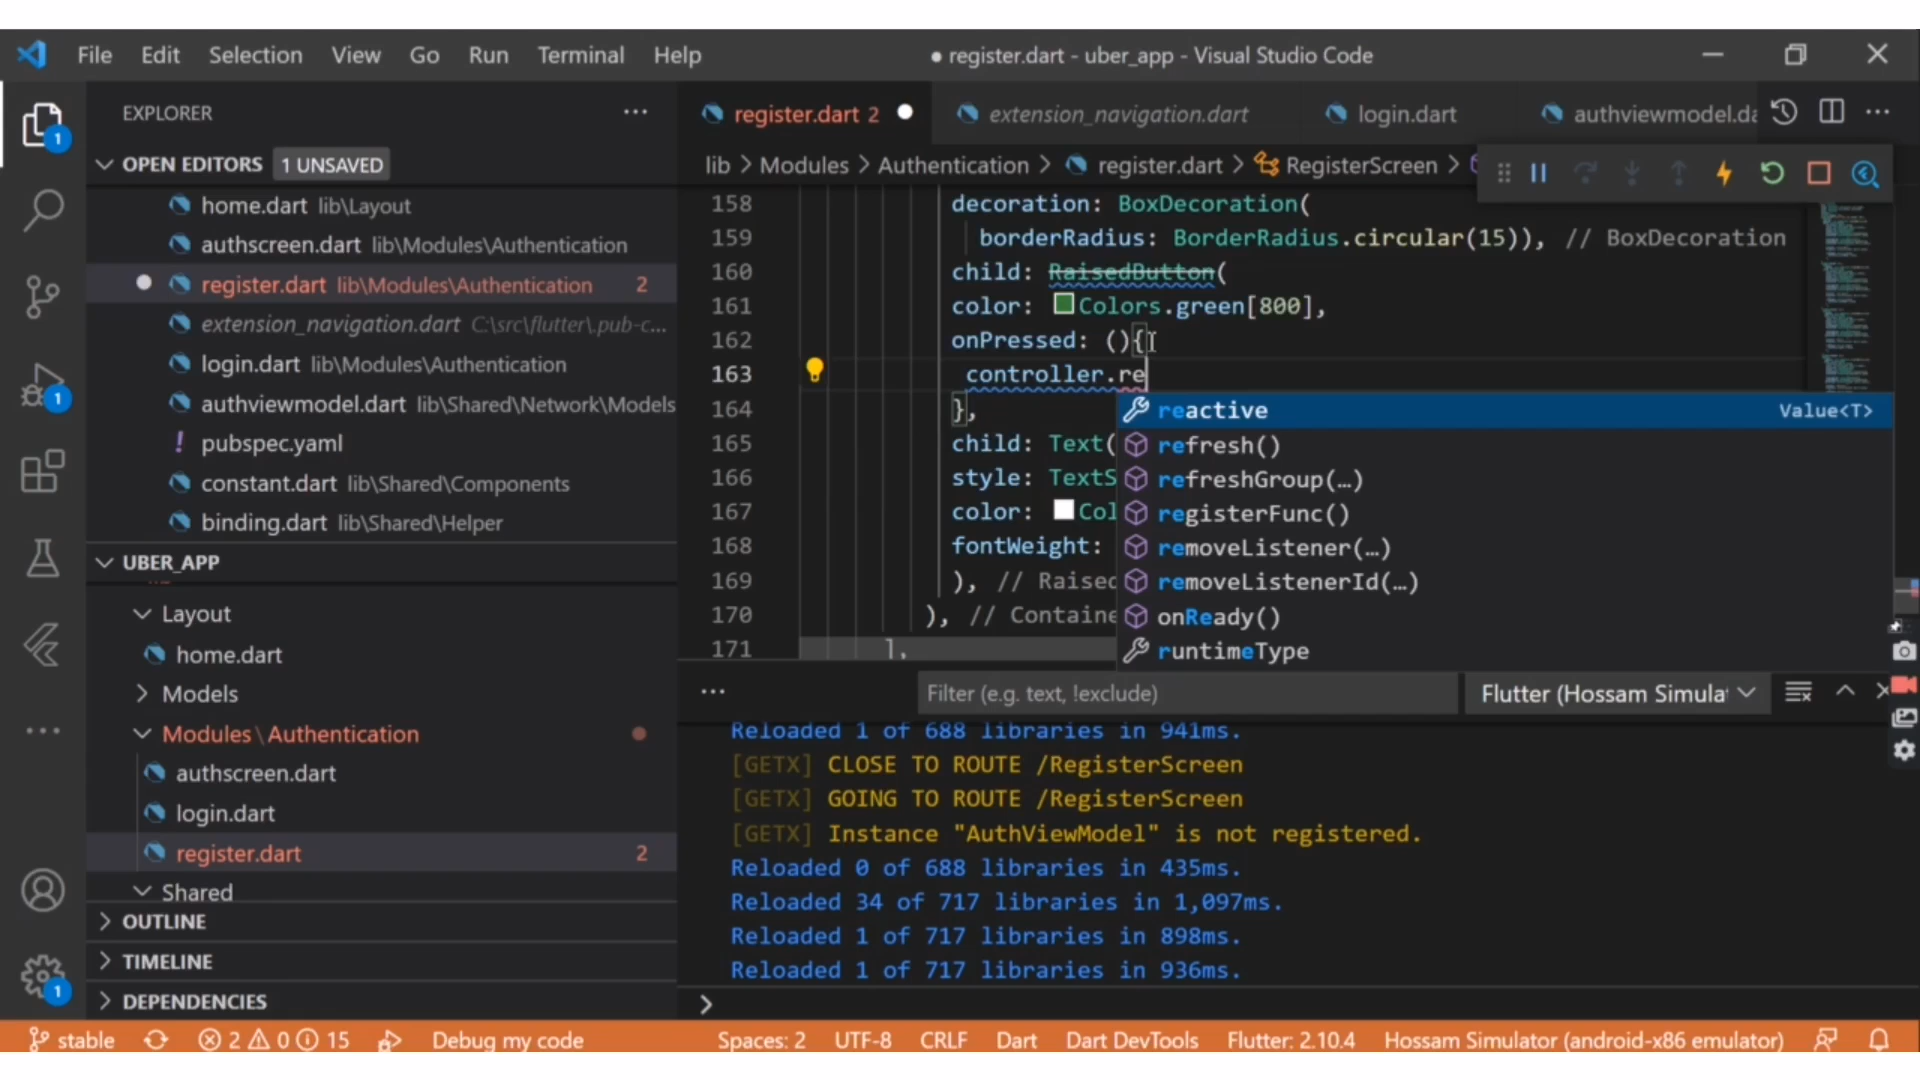 File Edit Selection View Go Run Terminal Help
● register.dart - uber_app - Visual Studio Code
EXPLORER
OPEN EDITORS 1 UNSAVED
home.dart lib\Layout
authscreen.dart lib\Modules\Authentication
register.dart lib\Modules\Authentication 2
extension_navigation.dart C:\src\flutter\.pub-c...
login.dart lib\Modules\Authentication
authviewmodel.dart lib\Shared\Network\Models
! pubspec.yaml
constant.dart lib\Shared\Components
binding.dart lib\Shared\Helper
UBER_APP
Layout
home.dart
Models
Modules\Authentication
authscreen.dart
login.dart
register.dart 2
Shared
OUTLINE
TIMELINE
DEPENDENCIES
1
1
1
register.dart 2
extension_navigation.dart
login.dart
authviewmodel.da
lib > Modules > Authentication > register.dart > RegisterScreen >
158 decoration: BoxDecoration(
159 borderRadius: BorderRadius.circular(15)), // BoxDecoration
160 child: RaisedButton(
161 color: Colors.green[800],
162 onPressed: (){
163 controller.re
164 },
165 child: Text(
166 style: TextS
167 color: Col
168 fontWeight:
169 ), // Raised
170 ), // Containe
171 ],
reactive Value<T>
refresh()
refreshGroup(…)
registerFunc()
removeListener(…)
removeListenerId(…)
onReady()
runtimeType
Filter (e.g. text, !exclude)
Flutter (Hossam Simula
Reloaded 1 of 688 libraries in 941ms.
[GETX] CLOSE TO ROUTE /RegisterScreen
[GETX] GOING TO ROUTE /RegisterScreen
[GETX] Instance "AuthViewModel" is not registered.
Reloaded 0 of 688 libraries in 435ms.
Reloaded 34 of 717 libraries in 1,097ms.
Reloaded 1 of 717 libraries in 898ms.
Reloaded 1 of 717 libraries in 936ms.
>
stable 2 0 15 Debug my code Spaces: 2 UTF-8 CRLF Dart Dart DevTools Flutter: 2.10.4 Hossam Simulator (android-x86 emulator)